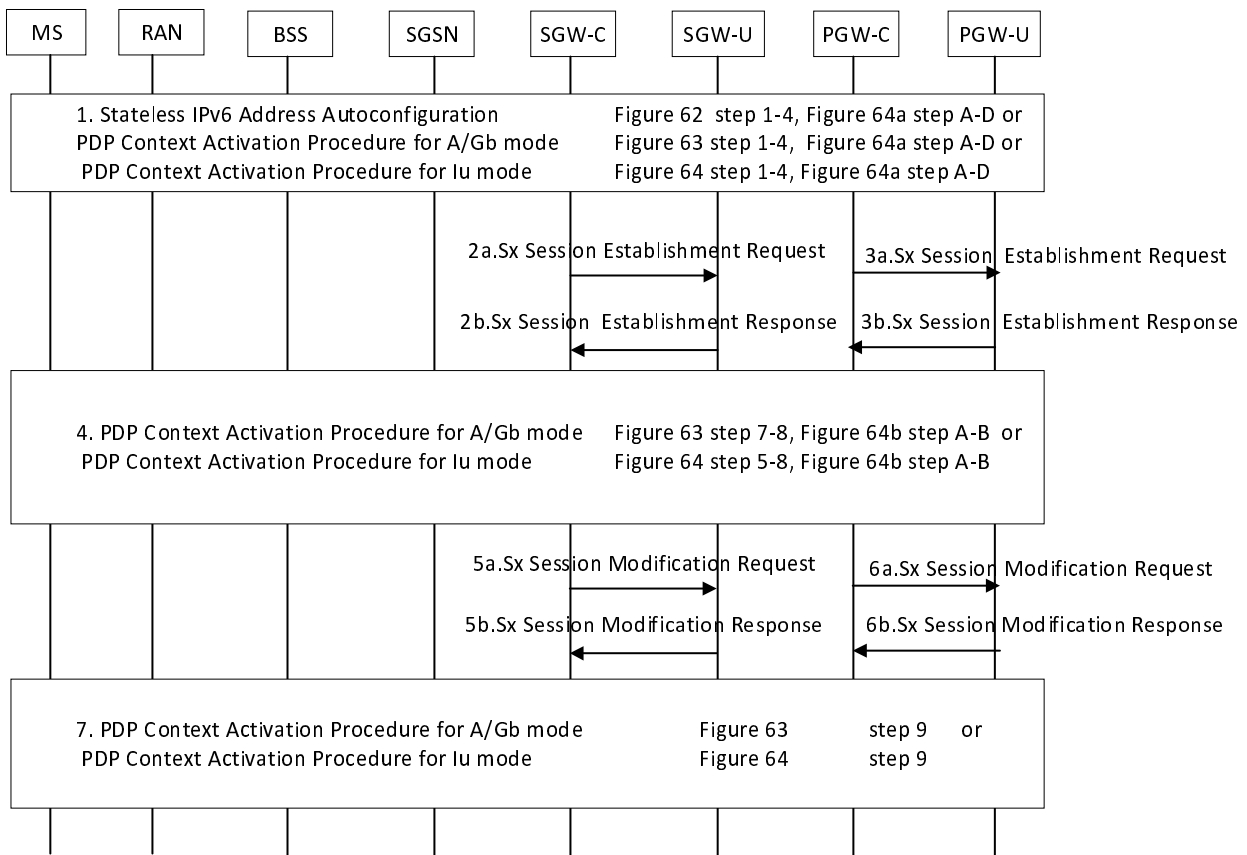 MS RAN BSS SGSN SGW-C SGW-U PGW-C PGW-U
1. Stateless IPv6 Address Autoconfiguration Figure 62 step 1-4, Figure 64a step A-D or
PDP Context Activation Procedure for A/Gb mode Figure 63 step 1-4, Figure 64a step A-D or
PDP Context Activation Procedure for Iu mode Figure 64 step 1-4, Figure 64a step A-D
2a.Sx Session Establishment Request
3a.Sx Session Establishment Request
2b.Sx Session Establishment Response
3b.Sx Session Establishment Response
4. PDP Context Activation Procedure for A/Gb mode Figure 63 step 7-8, Figure 64b step A-B or
PDP Context Activation Procedure for Iu mode Figure 64 step 5-8, Figure 64b step A-B
5a.Sx Session Modification Request
6a.Sx Session Modification Request
5b.Sx Session Modification Response
6b.Sx Session Modification Response
7. PDP Context Activation Procedure for A/Gb mode Figure 63 step 9 or
PDP Context Activation Procedure for Iu mode Figure 64 step 9